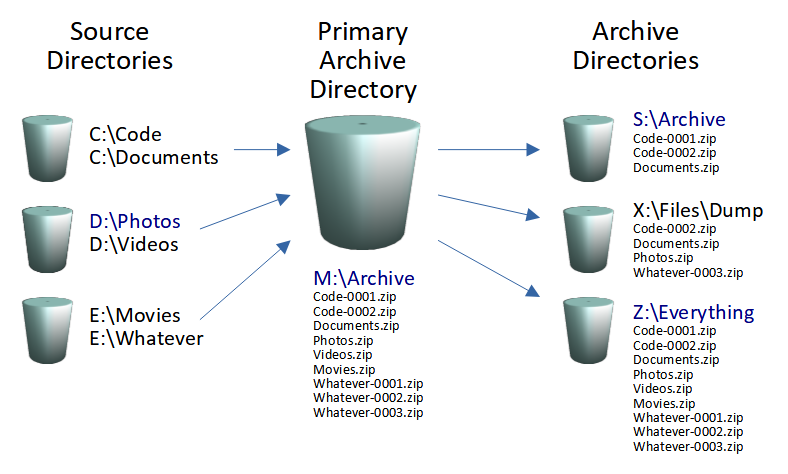 Source
Directories
Primary
Archive
Directory
Archive
Directories
C:\Code
C:\Documents
D:\Photos
D:\Videos
E:\Movies
E:\Whatever
M:\Archive
Code-0001.zip
Code-0002.zip
Documents.zip
Photos.zip
Videos.zip
Movies.zip
Whatever-0001.zip
Whatever-0002.zip
Whatever-0003.zip
S:\Archive
Code-0001.zip
Code-0002.zip
Documents.zip
X:\Files\Dump
Code-0002.zip
Documents.zip
Photos.zip
Whatever-0003.zip
Z:\Everything
Code-0001.zip
Code-0002.zip
Documents.zip
Photos.zip
Videos.zip
Movies.zip
Whatever-0001.zip
Whatever-0002.zip
Whatever-0003.zip